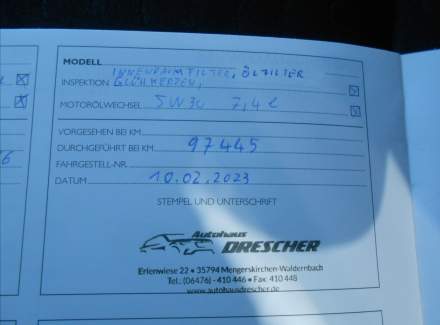 MODELL
INNENRAUMFILTER, ÖLFILTER
INSPEKTION GLÜHKERZEN,
MOTORÖLWECHSEL 5W30 7,4 l
VORGESEHEN BEI KM
DURCHGEFÜHRT BEI KM 97445
FAHRGESTELL-NR.
DATUM 10.02.2023
STEMPEL UND UNTERSCHRIFT
Autohaus
DRESCHER
Erlenwiese 22 • 35794 Mengerskirchen-Waldernbach
Tel.: (06476) - 410 446 • Fax: 410 448
www.autohausdrescher.de
6